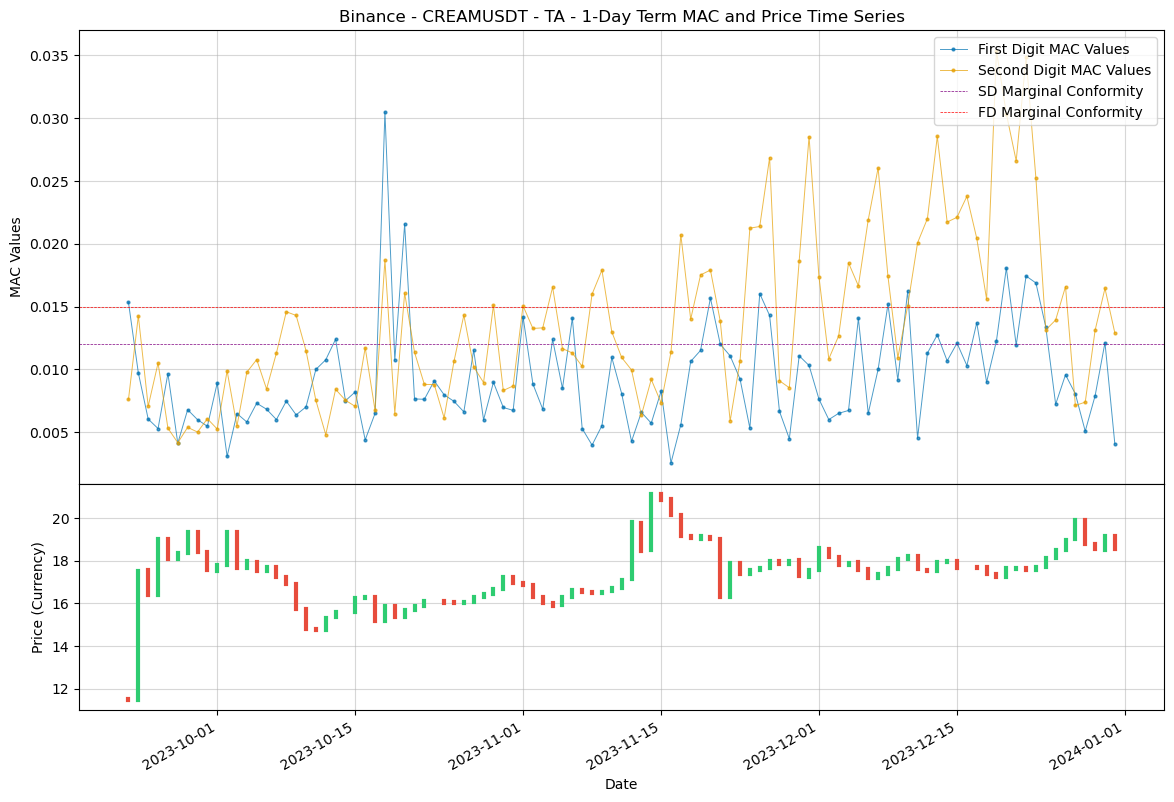 Binance - CREAMUSDT - TA - 1-Day Term MAC and Price Time Series
First Digit MAC Values
Second Digit MAC Values
SD Marginal Conformity
FD Marginal Conformity
MAC Values
0.035
0.030
0.025
0.020
0.015
0.010
0.005
Price (Currency)
20
18
16
14
12
2023-10-01
2023-10-15
2023-11-01
2023-11-15
2023-12-01
2023-12-15
2024-01-01
Date